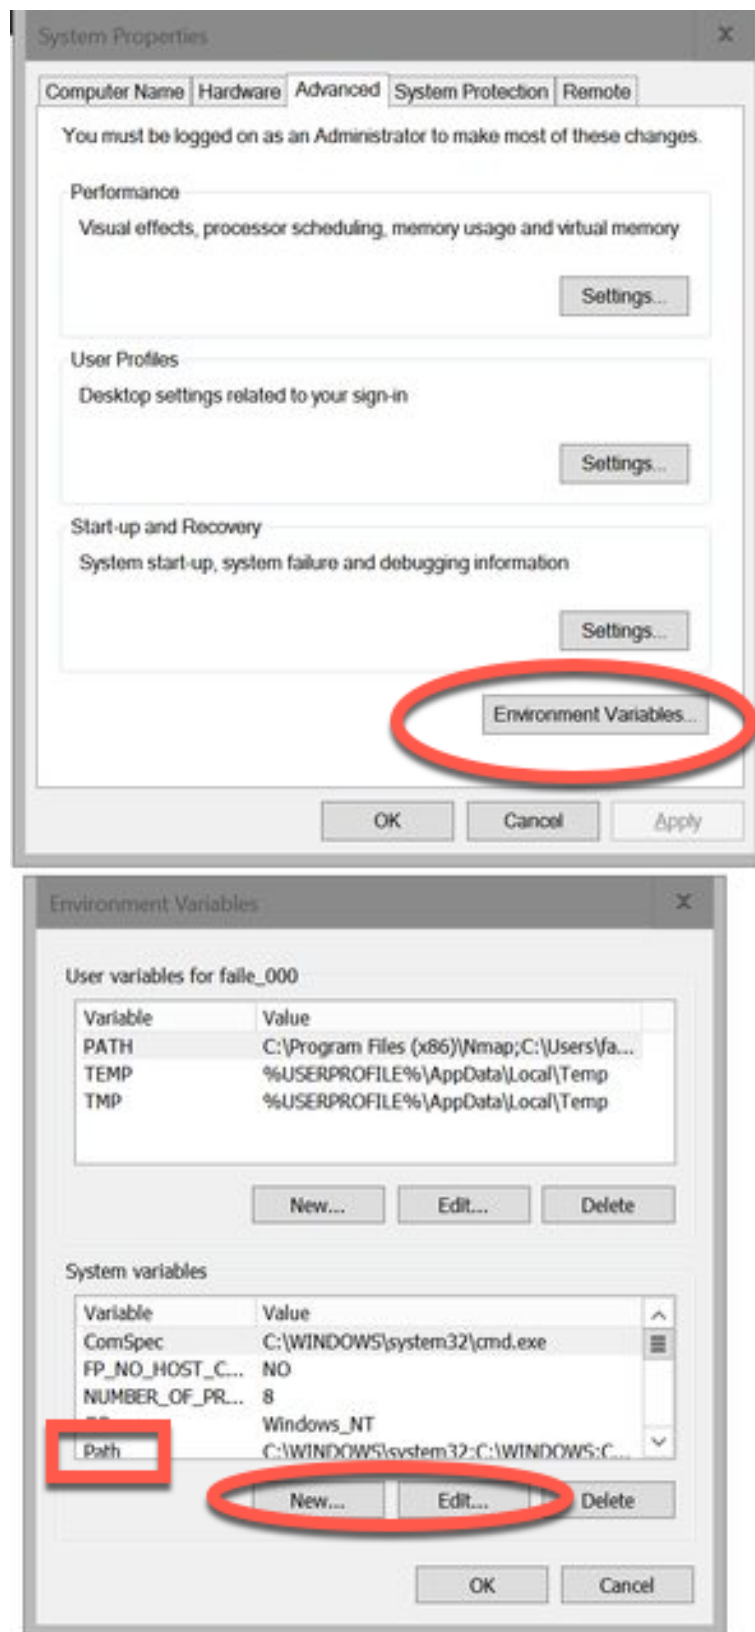 System Properties
Computer Name Hardware Advanced System Protection Remote
You must be logged on as an Administrator to make most of these changes.
Performance
Visual effects, processor scheduling, memory usage and virtual memory
Settings...
User Profiles
Desktop settings related to your sign-in
Settings...
Start-up and Recovery
System start-up, system failure and debugging information
Settings...
Environment Variables...
OK Cancel Apply
Environment Variables
User variables for faile_000
Variable Value
PATH C:\Program Files (x86)\Nmap;C:\Users\fa...
TEMP %USERPROFILE%\AppData\Local\Temp
TMP %USERPROFILE%\AppData\Local\Temp
New... Edit... Delete
System variables
Variable Value
ComSpec C:\WINDOWS\system32\cmd.exe
FP_NO_HOST_C... NO
NUMBER_OF_PR... 8
Windows_NT
Path C:\WINDOWS\system32;C:\WINDOWS;C...
New... Edit... Delete
OK Cancel